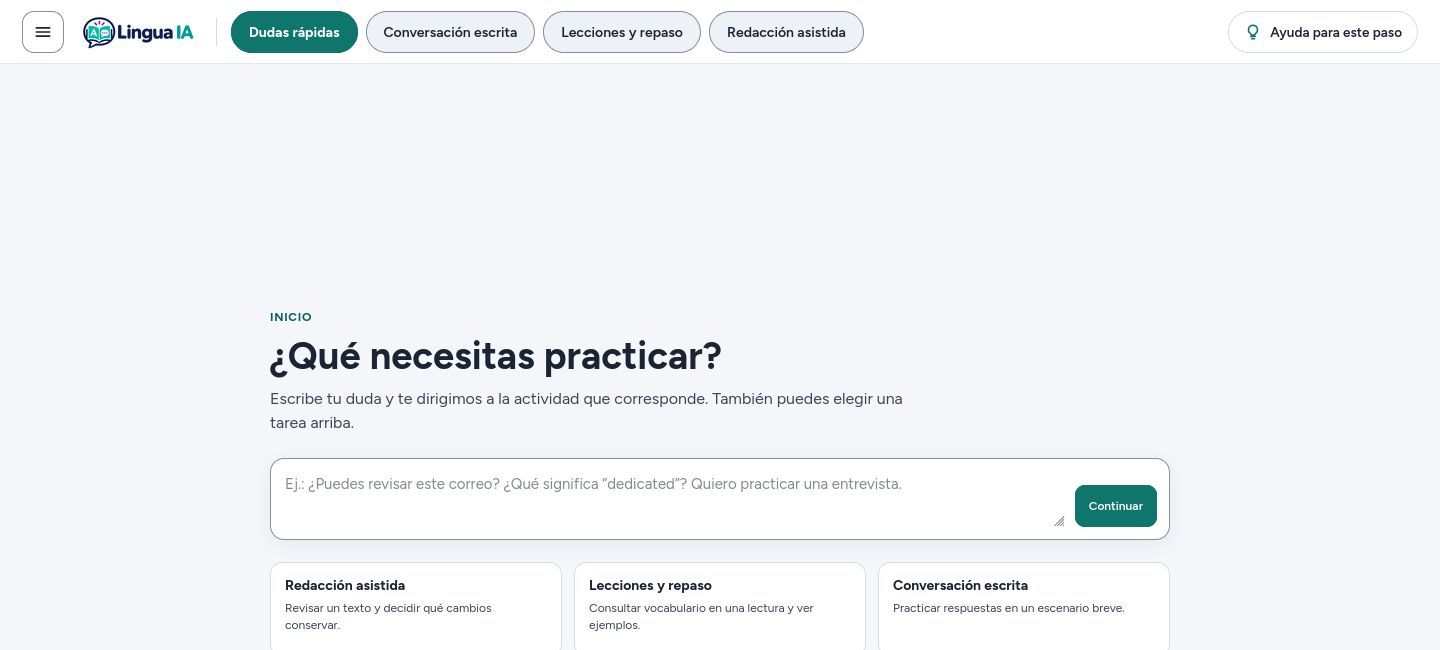 Lingua IA
Dudas rápidas
Conversación escrita
Lecciones y repaso
Redacción asistida
Ayuda para este paso
INICIO
¿Qué necesitas practicar?
Escribe tu duda y te dirigimos a la actividad que corresponde. También puedes elegir una
tarea arriba.
Ej.: ¿Puedes revisar este correo? ¿Qué significa “dedicated”? Quiero practicar una entrevista.
Continuar
Redacción asistida
Revisar un texto y decidir qué cambios
conservar.
Lecciones y repaso
Consultar vocabulario en una lectura y ver
ejemplos.
Conversación escrita
Practicar respuestas en un escenario breve.